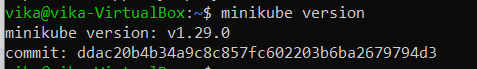 vika@vika-VirtualBox:~$ minikube version
minikube version: v1.29.0
commit: ddac20b4b34a9c8c857fc602203b6ba2679794d3